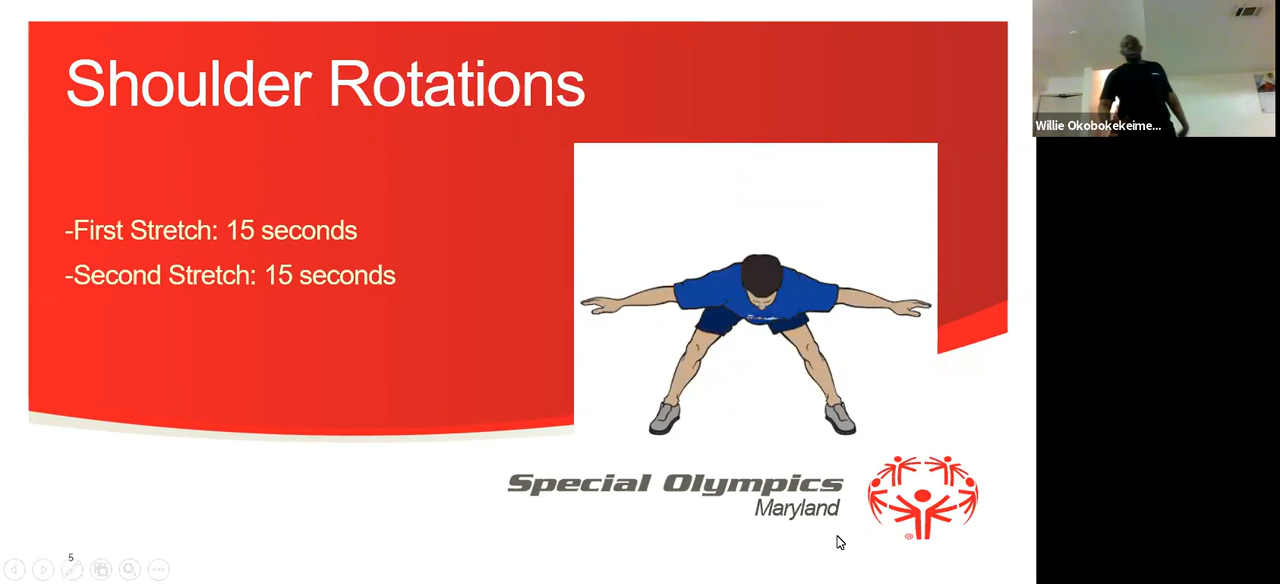 Shoulder Rotations
-First Stretch: 15 seconds
-Second Stretch: 15 seconds
Special Olympics
Maryland
®
5
Willie Okobokekeime...